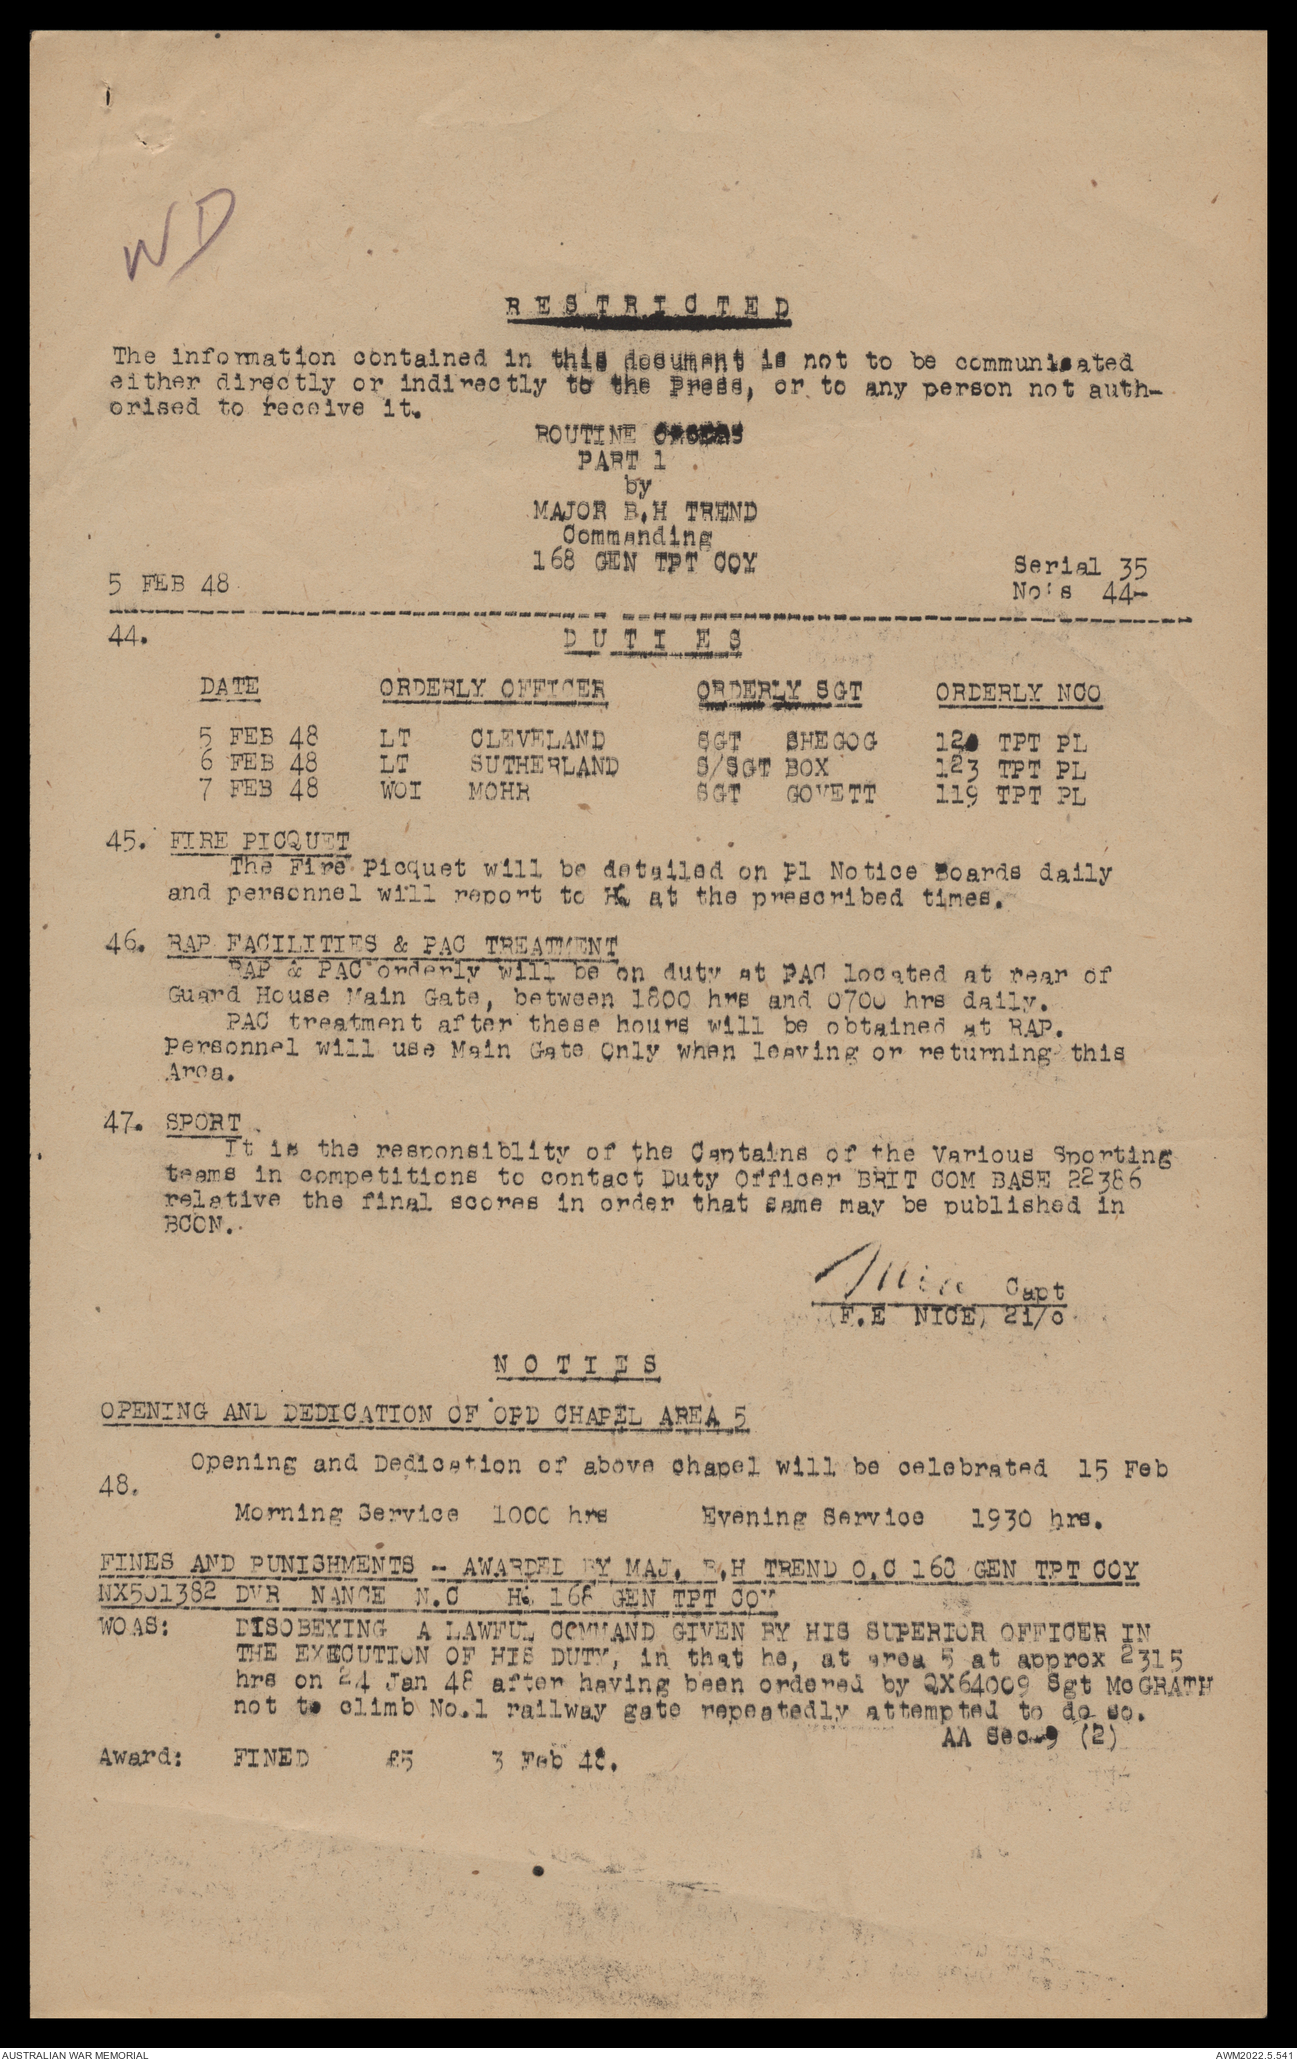 WD
R E S T R I C T E D
The information contained in this document is not to be communicated
either directly or indirectly to the Press, or to any person not auth-
orised to receive it.
ROUTINE ORDERS
PART 1
by
MAJOR B.H TREND
Commanding
168 GEN TPT COY
Serial 35
5 FEB 48
No's 44-
44.
D U T I E S
DATE ORDERLY OFFICER ORDERLY SGT ORDERLY NCO
5 FEB 48 LT CLEVELAND SGT SHEGOG TPT PL
6 FEB 48 LT SUTHERLAND S/SGT BOX 123 TPT PL
7 FEB 48 WOI MOHR SGT GOVETT 119 TPT PL
45. FIRE PICQUET
The Fire Picquet will be detailed on Pl Notice Boards daily
and personnel will report to at the prescribed times.
46. RAP FACILITIES & PAC TREATMENT
RAP & PAC orderly will be on duty at PAC located at rear of
Guard House Main Gate, between 1800 hrs and 0700 hrs daily.
PAC treatment after these hours will be obtained at RAP.
Personnel will use Main Gate Only when leaving or returning this
Area.
47. SPORT
It is the responsiblity of the Captains of the Various Sporting
teams in competitions to contact Duty Officer BRIT COM BASE 22386
relative the final scores in order that same may be published in
BCON.
Capt
(F.E NICE) 2i/c
N O T I E S
OPENING AND DEDICATION OF OPD CHAPEL AREA 5
Opening and Dedication of above chapel will be celebrated 15 Feb
48.
Morning Service 1000 hrs Evening Service 1930 hrs.
FINES AND PUNISHMENTS - AWARDED BY MAJ. B.H TREND O.C 168 GEN TPT COY
NX501382 DVR NANCE N.C 168 GEN TPT COY
WOAS: DISOBEYING A LAWFUL COMMAND GIVEN BY HIS SUPERIOR OFFICER IN
THE EXECUTION OF HIS DUTY, in that he, at area 5 at approx 2315
hrs on 24 Jan 48 after having been ordered by QX64009 Sgt McGRATH
not to climb No.1 railway gate repeatedly attempted to do so.
AA Sec 9 (2)
Award: FINED £5 3 Feb 48.
AUSTRALIAN WAR MEMORIAL
AWM2022.5.541